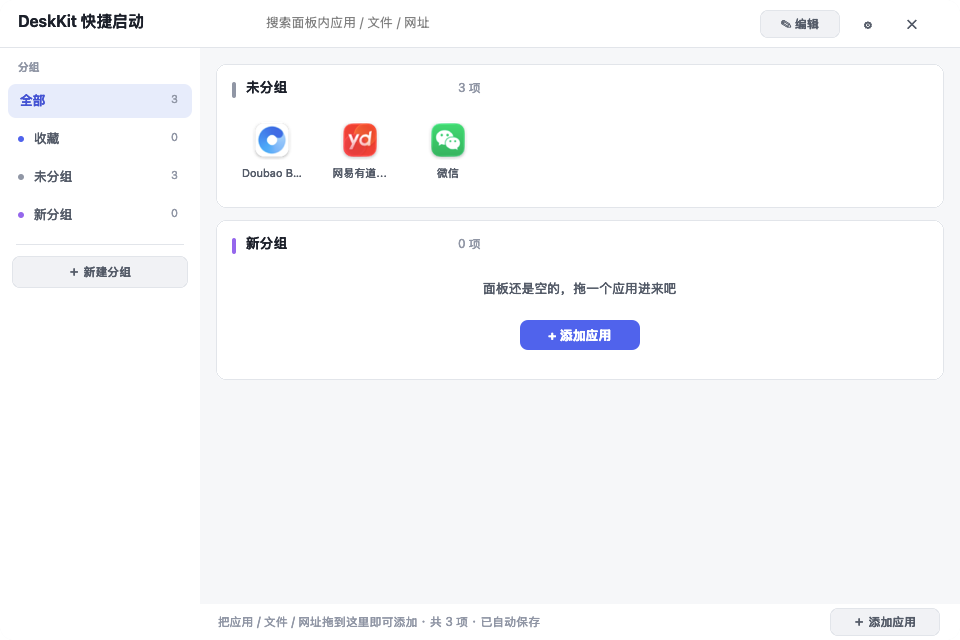 DeskKit 快捷启动
搜索面板内应用 / 文件 / 网址
✎ 编辑
分组
全部 3
收藏 0
未分组 3
新分组 0
+ 新建分组
未分组 3 项
yd
Doubao B...
网易有道...
微信
新分组 0 项
面板还是空的，拖一个应用进来吧
+ 添加应用
把应用 / 文件 / 网址拖到这里即可添加 · 共 3 项 · 已自动保存
+ 添加应用